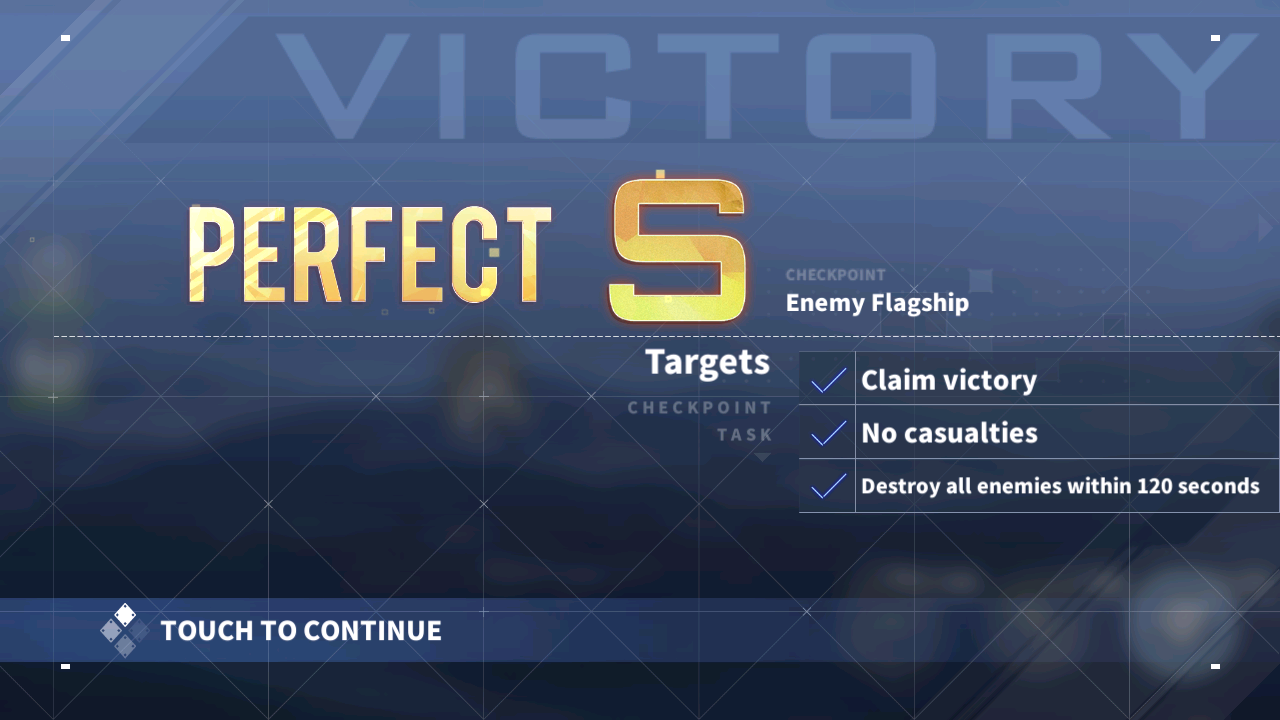 VICTORY
PERFECT S
CHECKPOINT
Enemy Flagship
Targets
CHECKPOINT
TASK
Claim victory
No casualties
Destroy all enemies within 120 seconds
TOUCH TO CONTINUE